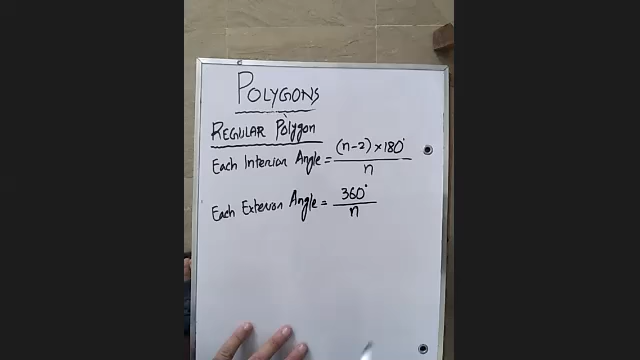 POLYGONS
REGULAR Polygon
Each Interior Angle = (n-2) × 180° / n
Each Exterior Angle = 360° / n